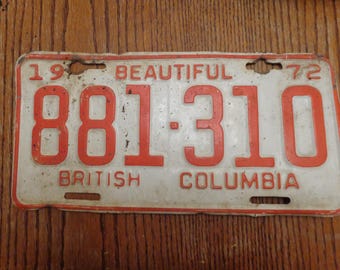 19 BEAUTIFUL 72
881·310
BRITISH COLUMBIA